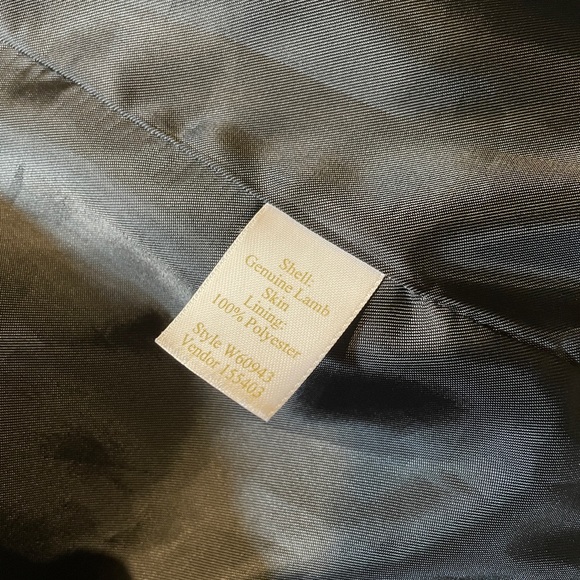 Shell:
Genuine Lamb
Skin
Lining:
100% Polyester
Style W60943
Vendor 155403